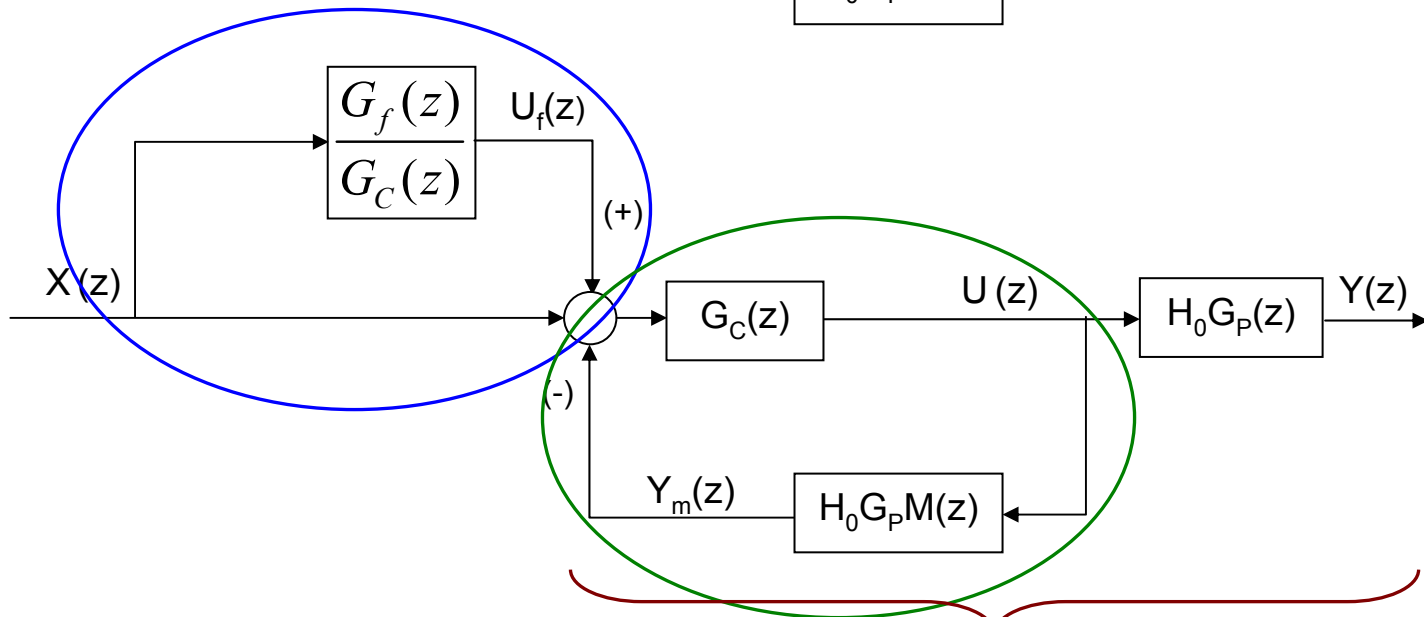 G_f(z)
G_C(z)
U_f(z)
(+)
X(z)
G_C(z)
U(z)
H_0G_P(z)
Y(z)
(-)
Y_m(z)
H_0G_PM(z)